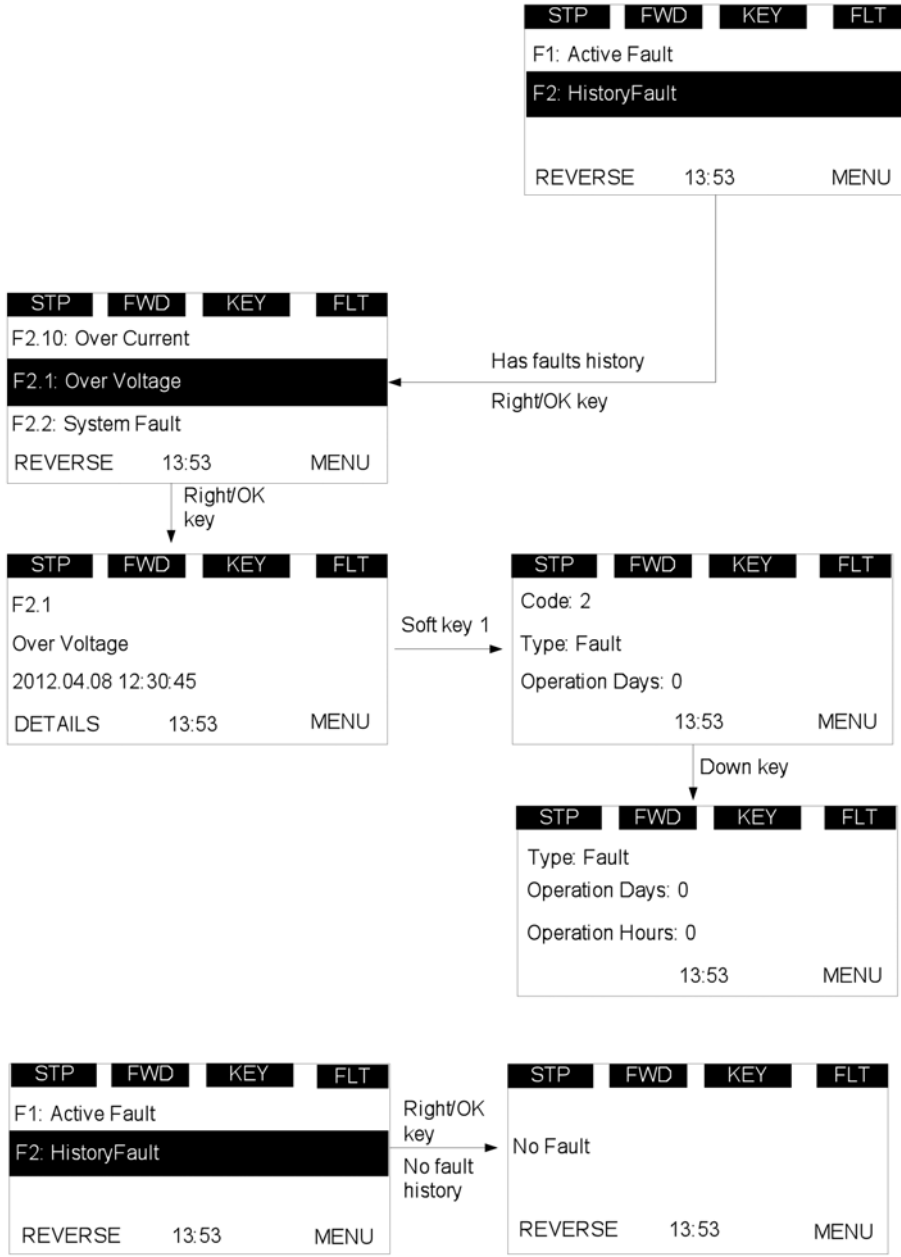 STP FWD KEY FLT
F1: Active Fault
F2: HistoryFault
REVERSE 13:53 MENU
Has faults history
Right/OK key
STP FWD KEY FLT
F2.10: Over Current
F2.1: Over Voltage
F2.2: System Fault
REVERSE 13:53 MENU
Right/OK
key
STP FWD KEY FLT
F2.1
Over Voltage
2012.04.08 12:30:45
DETAILS 13:53 MENU
Soft key 1
STP FWD KEY FLT
Code: 2
Type: Fault
Operation Days: 0
13:53 MENU
Down key
STP FWD KEY FLT
Type: Fault
Operation Days: 0
Operation Hours: 0
13:53 MENU
STP FWD KEY FLT
F1: Active Fault
F2: HistoryFault
REVERSE 13:53 MENU
Right/OK
key
No fault
history
STP FWD KEY FLT
No Fault
REVERSE 13:53 MENU